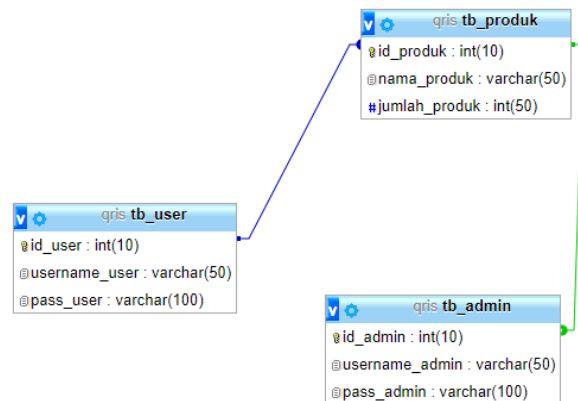 qris tb_produk
id_produk : int(10)
nama_produk : varchar(50)
#jumlah_produk : int(50)
qris tb_user
id_user : int(10)
username_user : varchar(50)
pass_user : varchar(100)
qris tb_admin
id_admin : int(10)
username_admin : varchar(50)
pass_admin : varchar(100)